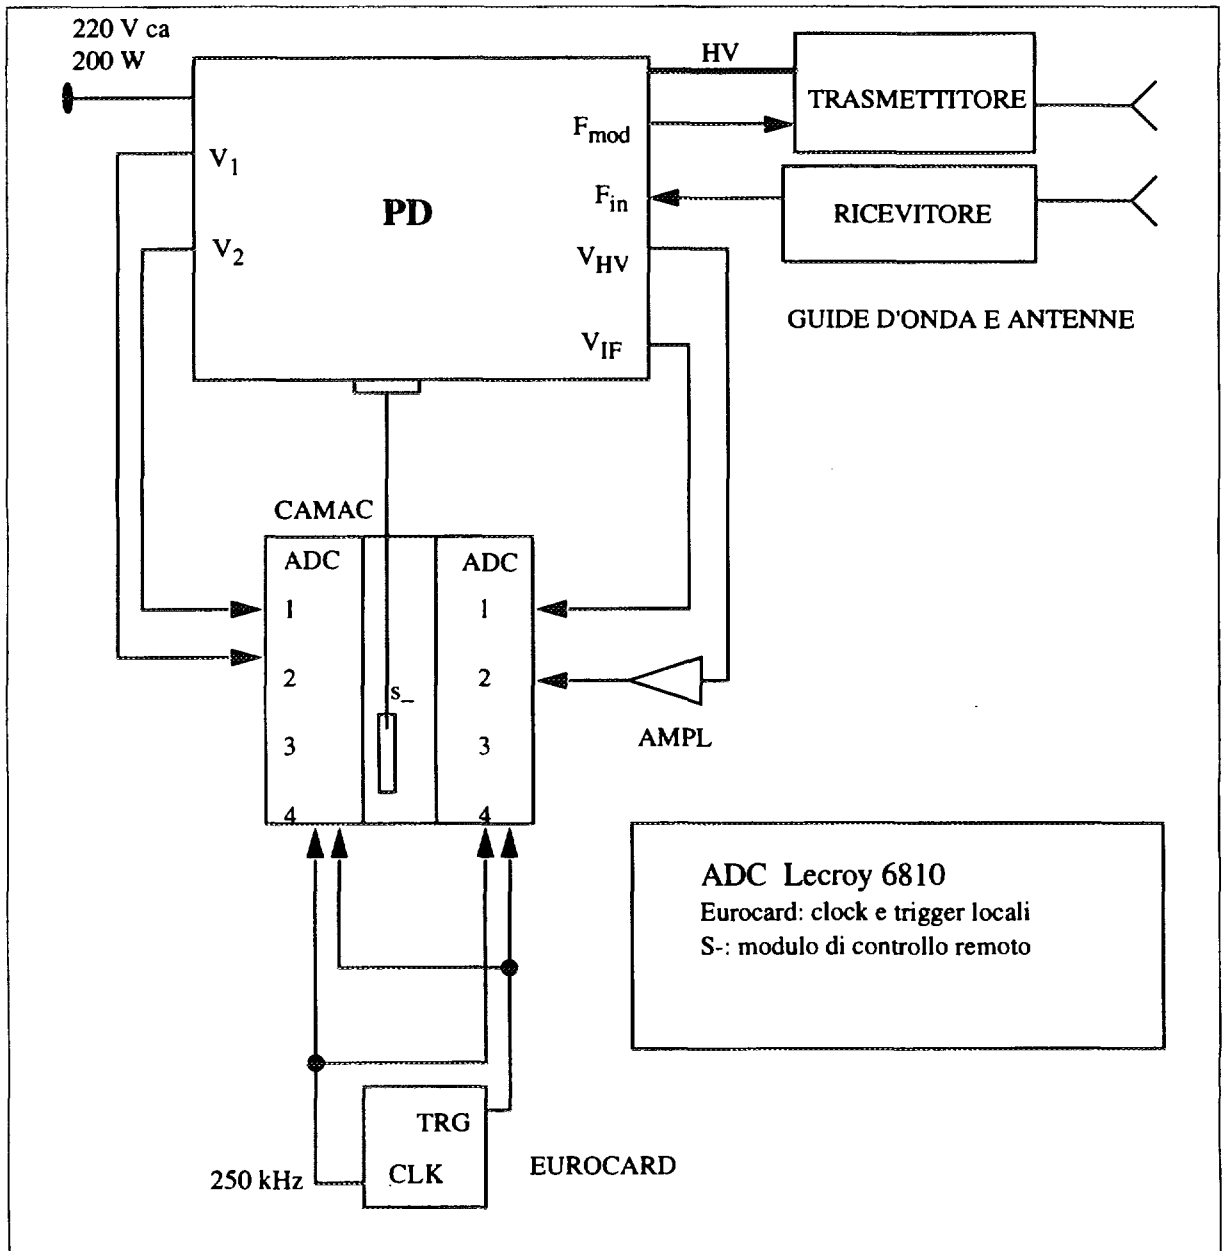 220 V ca
200 W
HV
TRASMETTITORE
Fmod
V1
Fin
PD
RICEVITORE
V2
VHV
GUIDE D'ONDA E ANTENNE
VIF
CAMAC
ADC
ADC
1
1
2
2
s_
AMPL
3
3
4
4
ADC Lecroy 6810
Eurocard: clock e trigger locali
S-: modulo di controllo remoto
TRG
EUROCARD
CLK
250 kHz